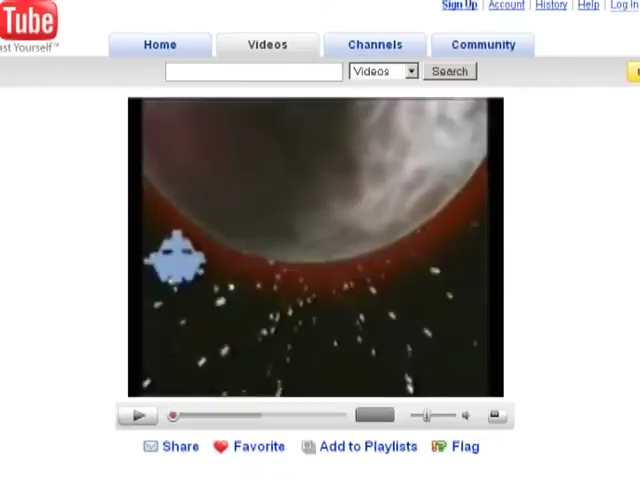 Sign Up | Account | History | Help | Log In
Tube
ast Yourself™
Home Videos Channels Community
Videos Search
Share Favorite Add to Playlists Flag